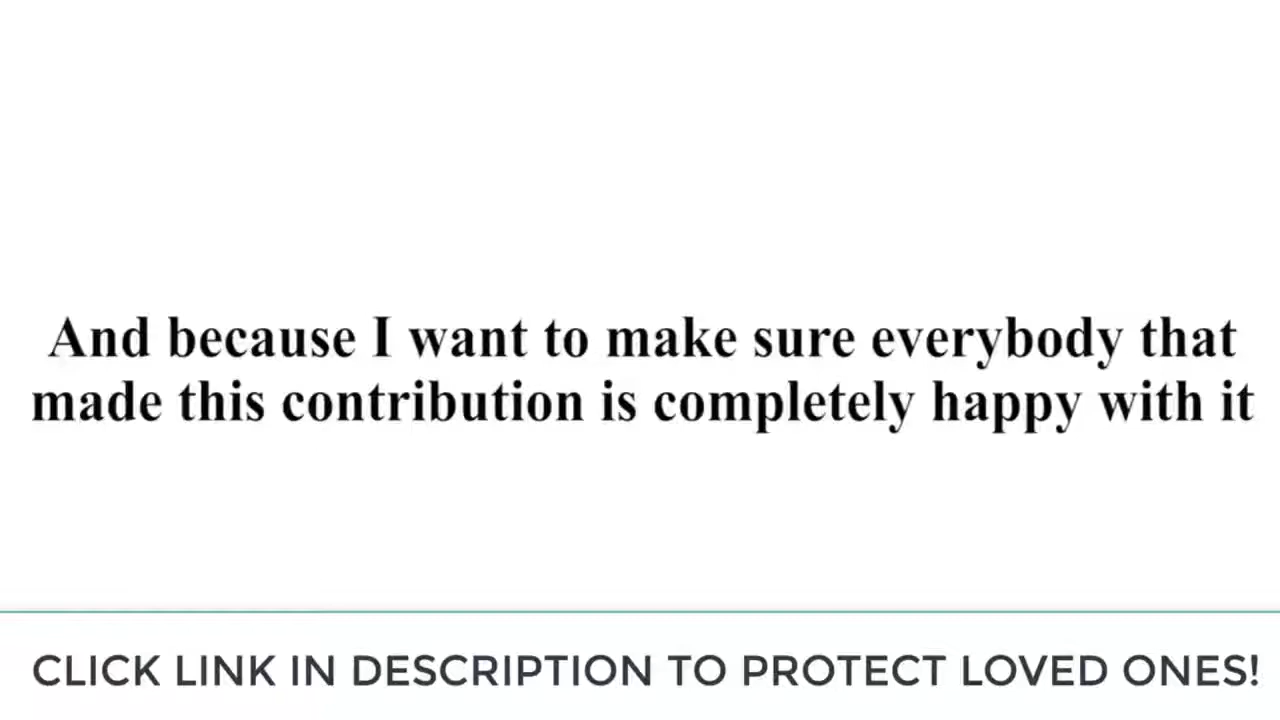 And because I want to make sure everybody that
made this contribution is completely happy with it
CLICK LINK IN DESCRIPTION TO PROTECT LOVED ONES!